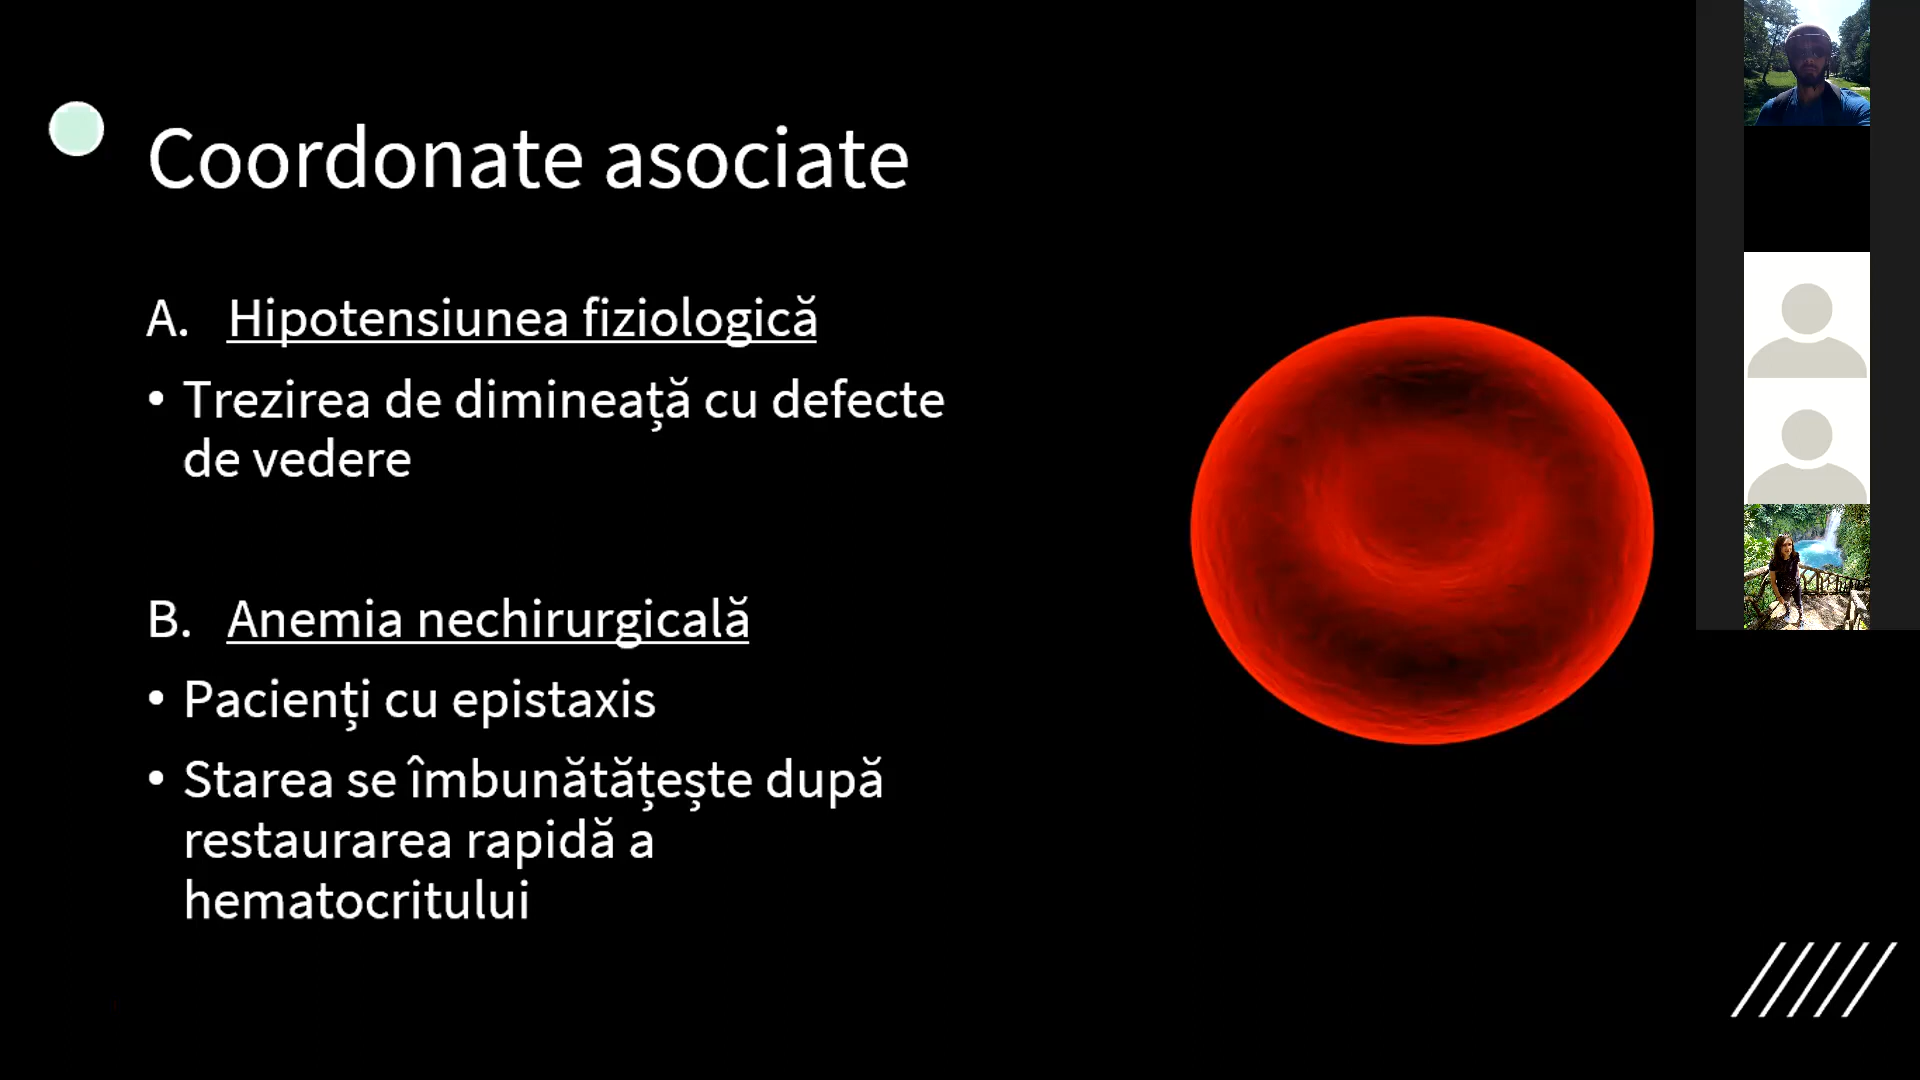 Coordonate asociate
A. Hipotensiunea fiziologică
• Trezirea de dimineață cu defecte
de vedere
B. Anemia nechirurgicală
• Pacienți cu epistaxis
• Starea se îmbunătățește după
restaurarea rapidă a
hematocritului